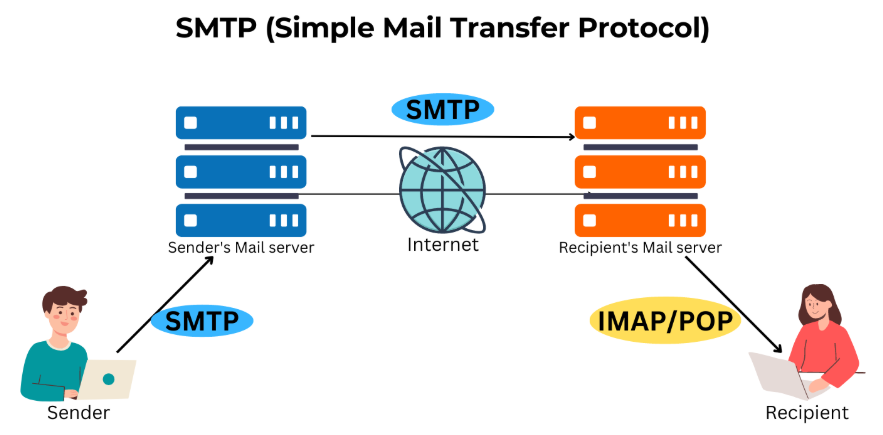 SMTP (Simple Mail Transfer Protocol)
SMTP
Sender's Mail server
Internet
Recipient's Mail server
SMTP
IMAP/POP
Sender
Recipient